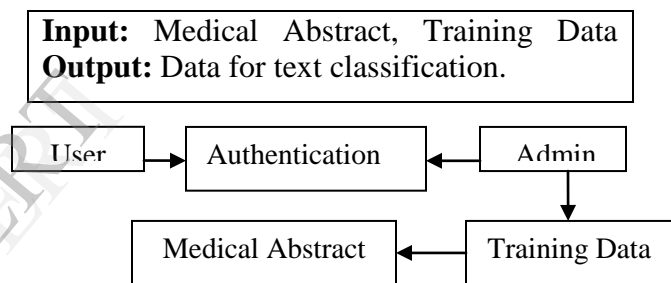 Input: Medical Abstract, Training Data
Output: Data for text classification.
User
Authentication
Admin
Medical Abstract
Training Data